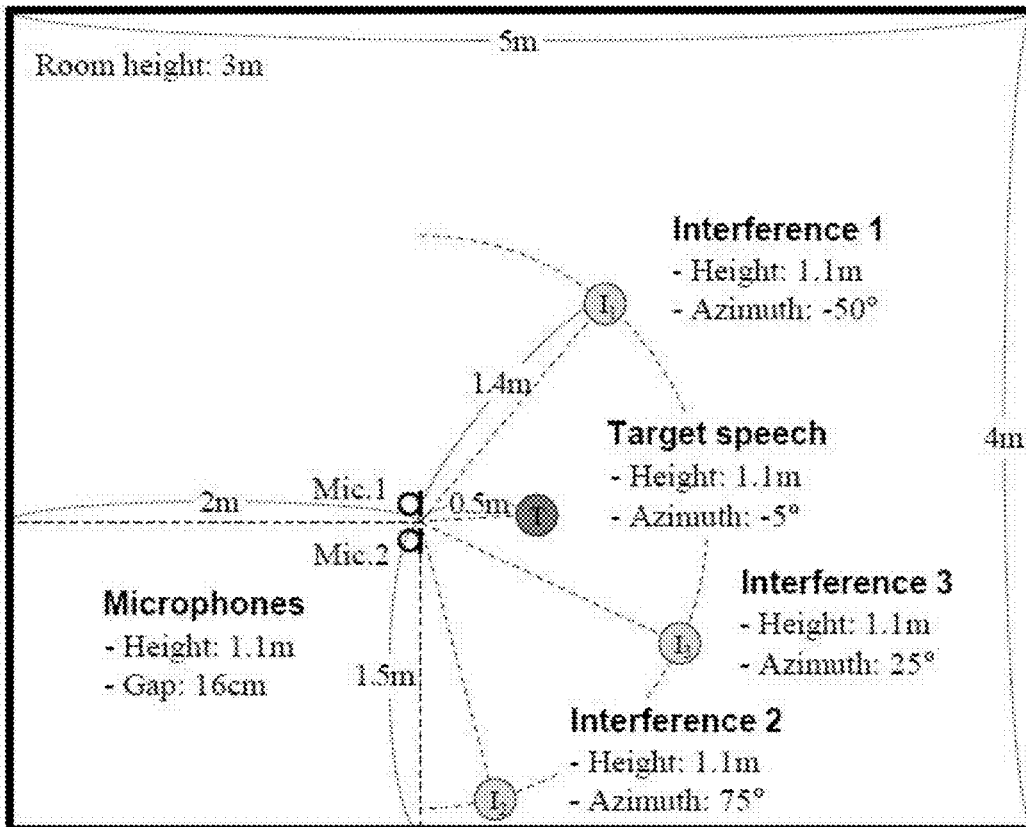 5m
Room height: 3m
Interference 1
- Height: 1.1m
- Azimuth: -50°
1.4m
Target speech
- Height: 1.1m
- Azimuth: -5°
4m
2m
Mic.1
0.5m
T
Mic.2
Interference 3
- Height: 1.1m
- Azimuth: 25°
Microphones
- Height: 1.1m
- Gap: 16cm
1.5m
Interference 2
- Height: 1.1m
- Azimuth: 75°